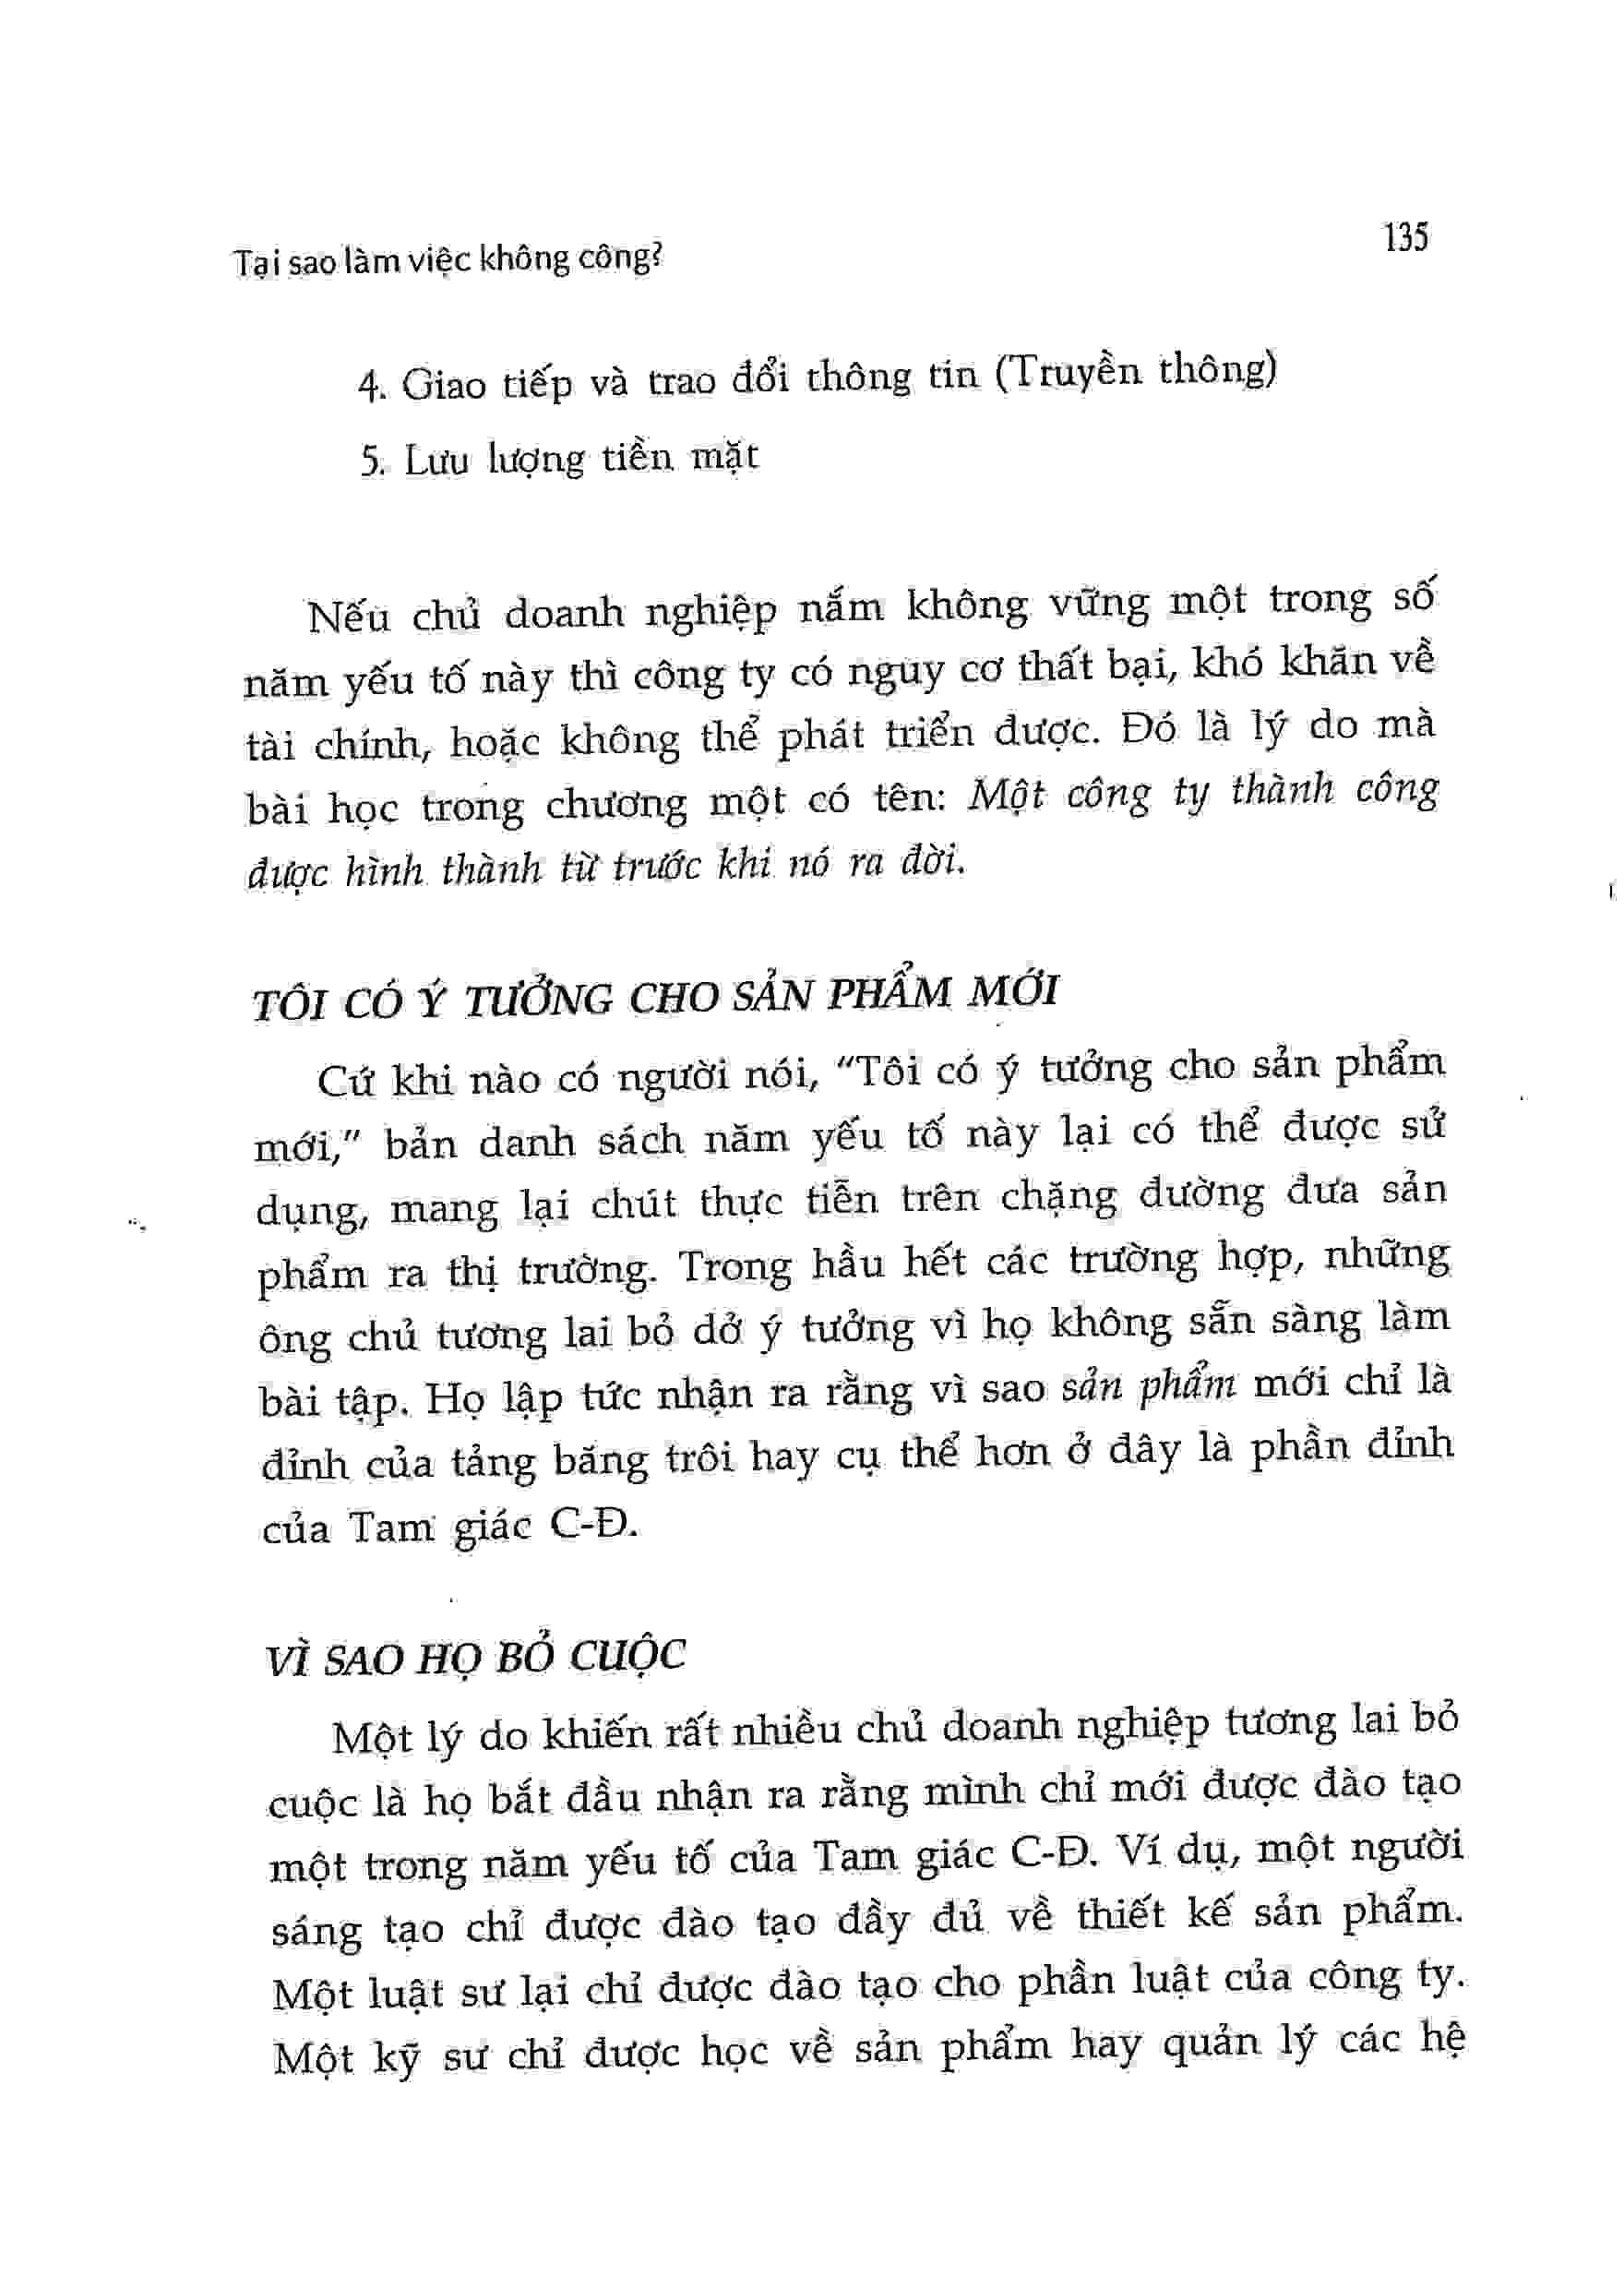 Tại sao làm việc không công?
135
4. Giao tiếp và trao đổi thông tin (Truyền thông)
5. Lưu lượng tiền mặt
Nếu chủ doanh nghiệp nắm không vững một trong số
năm yếu tố này thì công ty có nguy cơ thất bại, khó khăn về
tài chính, hoặc không thể phát triển được. Đó là lý do mà
bài học trong chương một có tên: Một công ty thành công
được hình thành từ trước khi nó ra đời.
TÔI CÓ Ý TƯỞNG CHO SẢN PHẨM MỚI
Cứ khi nào có người nói, “Tôi có ý tưởng cho sản phẩm
mới,” bản danh sách năm yếu tố này lại có thể được sử
dụng, mang lại chút thực tiễn trên chặng đường đưa sản
phẩm ra thị trường. Trong hầu hết các trường hợp, những
ông chủ tương lai bỏ dở ý tưởng vì họ không sẵn sàng làm
bài tập. Họ lập tức nhận ra rằng vì sao sản phẩm mới chỉ là
đỉnh của tảng băng trôi hay cụ thể hơn ở đây là phần đỉnh
của Tam giác C-Đ.
VÌ SAO HỌ BỎ CUỘC
Một lý do khiến rất nhiều chủ doanh nghiệp tương lai bỏ
cuộc là họ bắt đầu nhận ra rằng mình chỉ mới được đào tạo
một trong năm yếu tố của Tam giác C-Đ. Ví dụ, một người
sáng tạo chỉ được đào tạo đầy đủ về thiết kế sản phẩm.
Một luật sư lại chỉ được đào tạo cho phần luật của công ty.
Một kỹ sư chỉ được học về sản phẩm hay quản lý các hệ